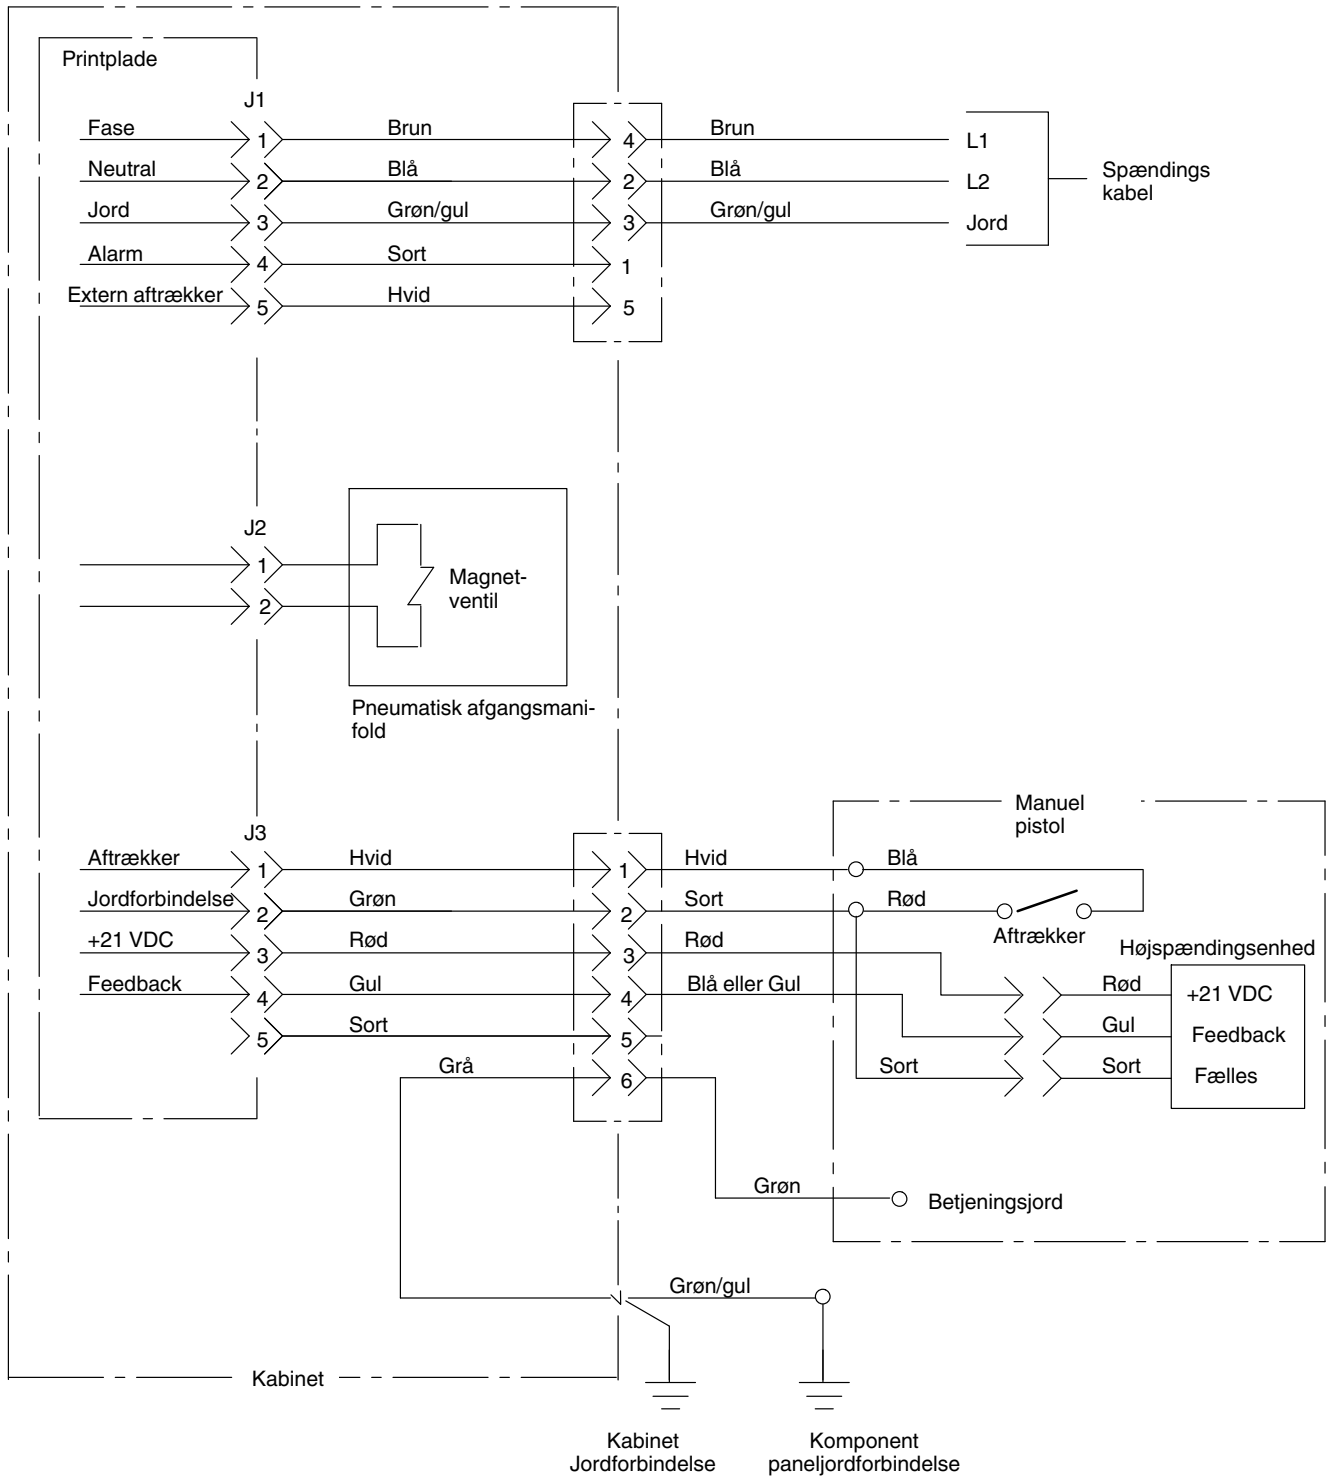 Printplade
J1
Fase 1 Brun 4 Brun L1
Neutral 2 Blå 2 Blå L2
Jord 3 Grøn/gul 3 Grøn/gul Jord
Spændings
kabel
Alarm 4 Sort 1
Extern aftrækker 5 Hvid 5
J2
1
2
Magnet-
ventil
Pneumatisk afgangsmani-
fold
Manuel
pistol
J3
Aftrækker 1 Hvid 1 Hvid Blå
Jordforbindelse 2 Grøn 2 Sort Rød
Aftrækker
+21 VDC 3 Rød 3 Rød
Højspændingsenhed
Feedback 4 Gul 4 Blå eller Gul Rød +21 VDC
5 Sort 5 Gul Feedback
Grå 6 Sort Sort Fælles
Grøn Betjeningsjord
Grøn/gul
Kabinet
Kabinet
Jordforbindelse
Komponent
paneljordforbindelse